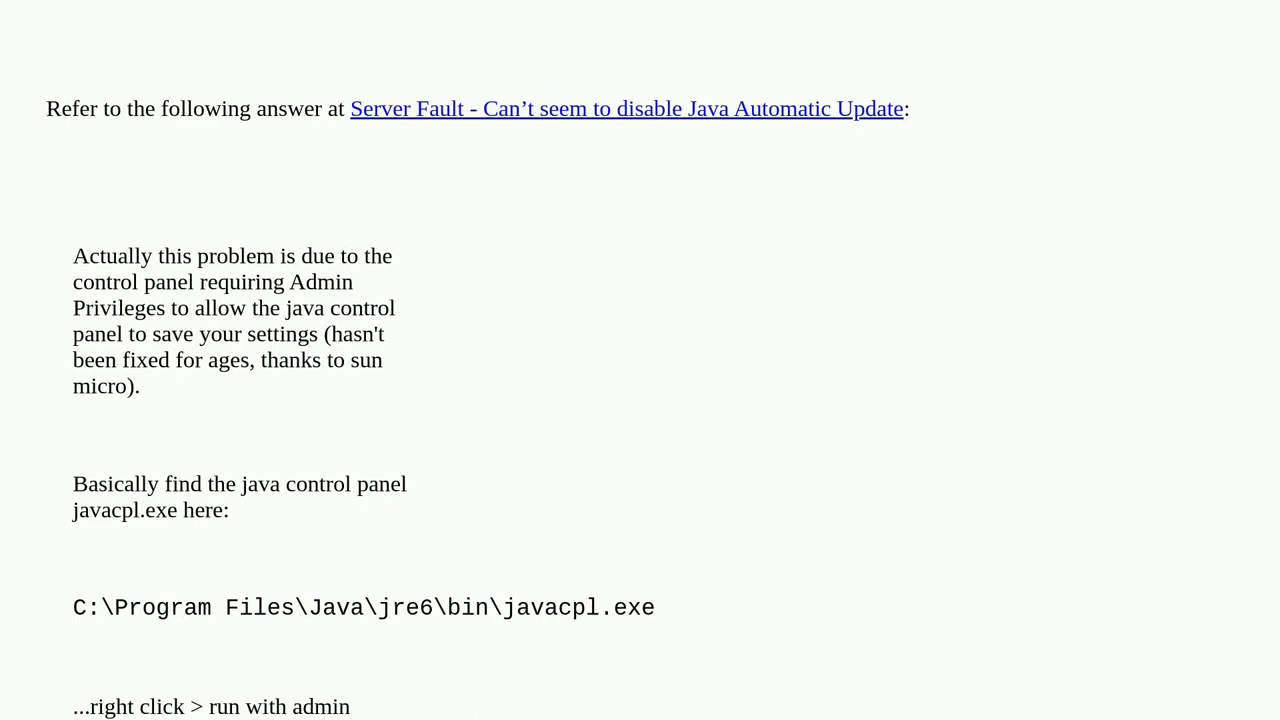 Refer to the following answer at Server Fault - Can’t seem to disable Java Automatic Update:
Actually this problem is due to the
control panel requiring Admin
Privileges to allow the java control
panel to save your settings (hasn't
been fixed for ages, thanks to sun
micro).
Basically find the java control panel
javacpl.exe here:
C:\Program Files\Java\jre6\bin\javacpl.exe
...right click > run with admin